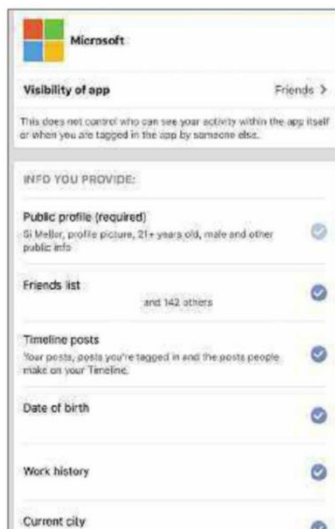 Microsoft
Visibility of app Friends >
This does not control who can see your activity within the app itself
or when you are tagged in the app by someone else.
INFO YOU PROVIDE:
Public profile (required)
Si Mellor, profile picture, 21+ years old, male and other
public info
Friends list
and 142 others
Timeline posts
Your posts, posts you're tagged in and the posts people
make on your Timeline.
Date of birth
Work history
Current city